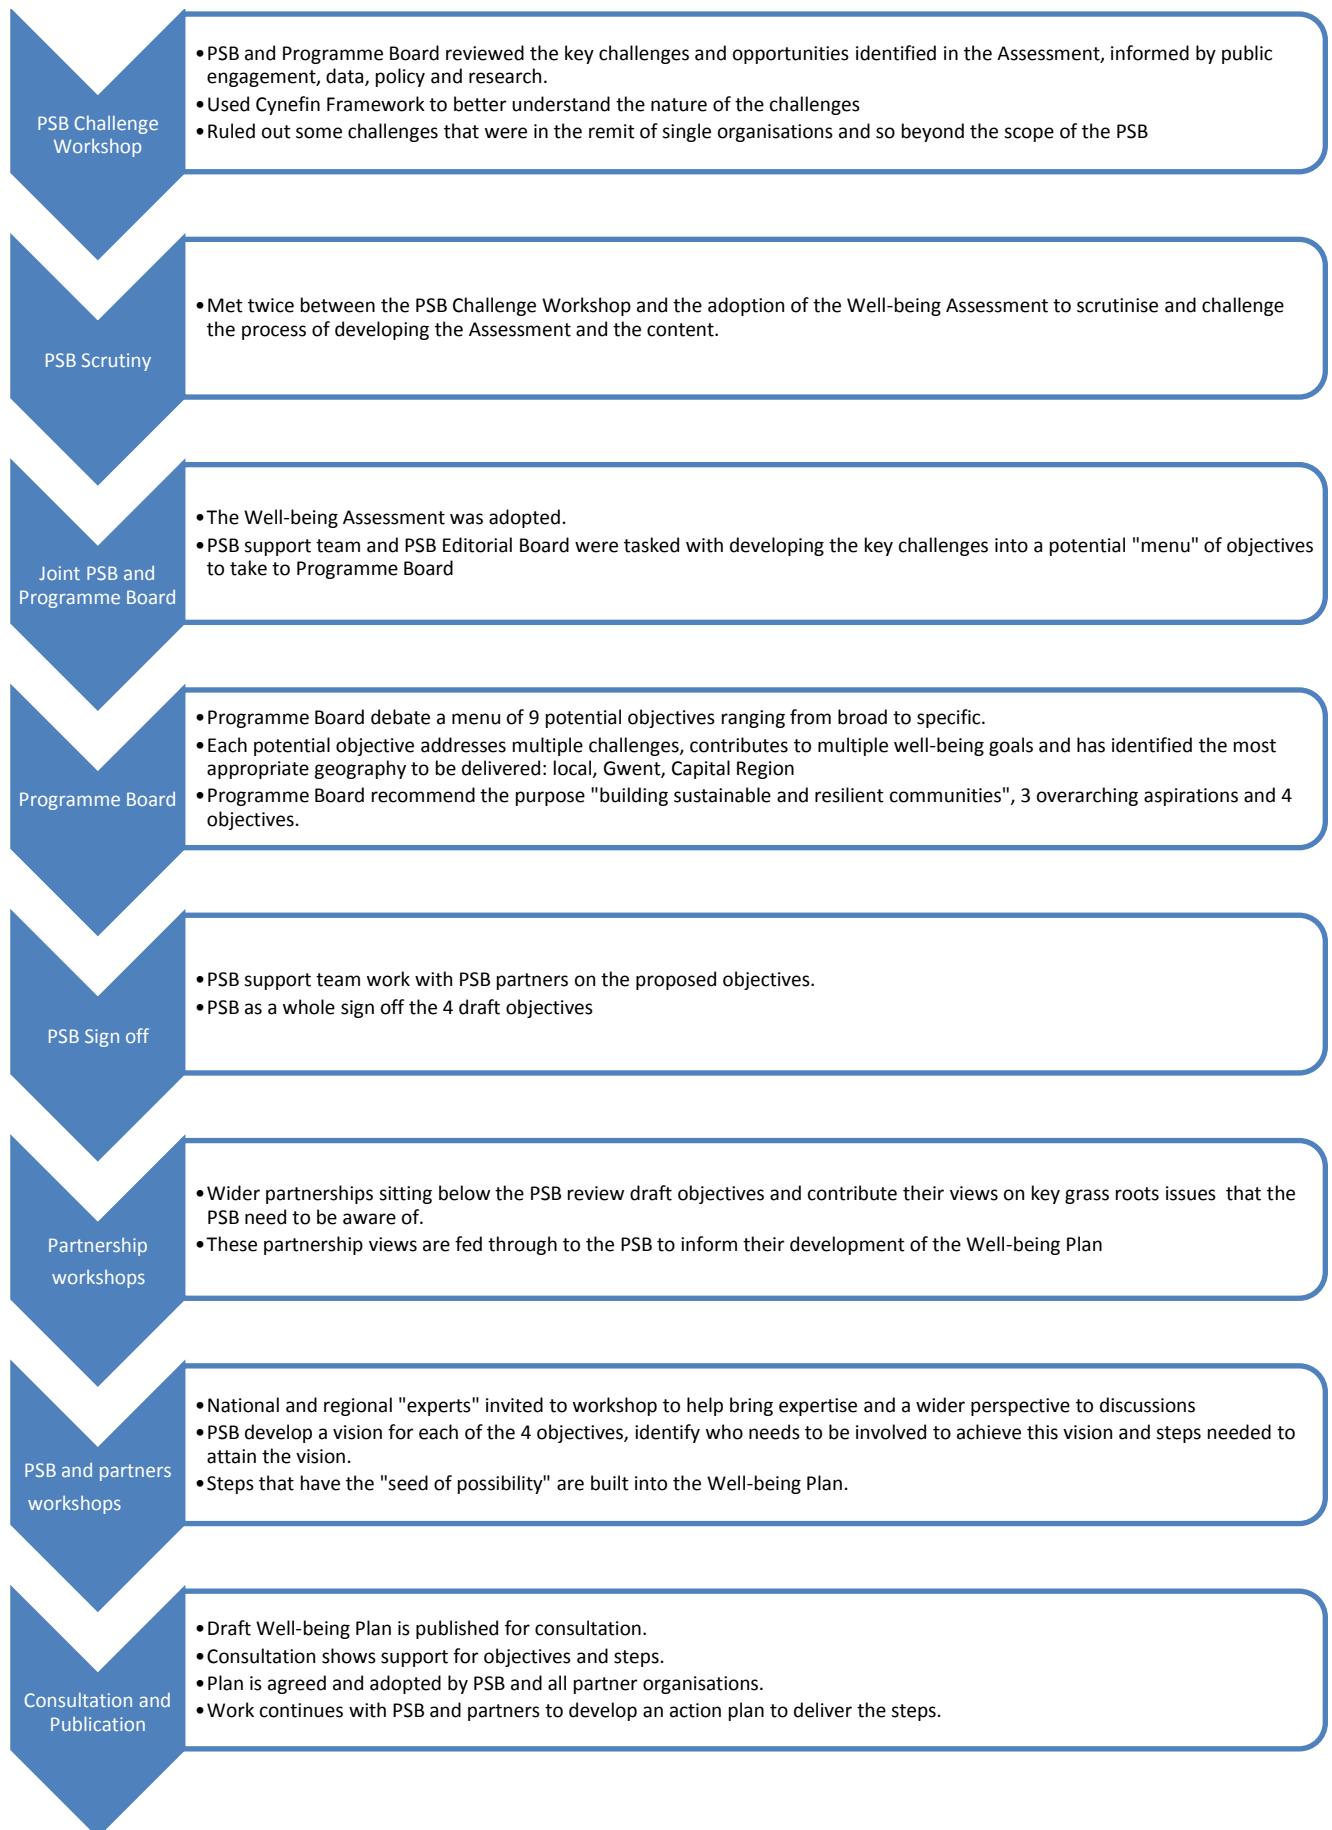 PSB Challenge
Workshop
•PSB and Programme Board reviewed the key challenges and opportunities identified in the Assessment, informed by public
engagement, data, policy and research.
•Used Cynefin Framework to better understand the nature of the challenges
•Ruled out some challenges that were in the remit of single organisations and so beyond the scope of the PSB
PSB Scrutiny
•Met twice between the PSB Challenge Workshop and the adoption of the Well-being Assessment to scrutinise and challenge
the process of developing the Assessment and the content.
Joint PSB and
Programme Board
•The Well-being Assessment was adopted.
•PSB support team and PSB Editorial Board were tasked with developing the key challenges into a potential "menu" of objectives
to take to Programme Board
Programme Board
•Programme Board debate a menu of 9 potential objectives ranging from broad to specific.
•Each potential objective addresses multiple challenges, contributes to multiple well-being goals and has identified the most
appropriate geography to be delivered: local, Gwent, Capital Region
•Programme Board recommend the purpose "building sustainable and resilient communities", 3 overarching aspirations and 4
objectives.
PSB Sign off
•PSB support team work with PSB partners on the proposed objectives.
•PSB as a whole sign off the 4 draft objectives
Partnership
workshops
•Wider partnerships sitting below the PSB review draft objectives and contribute their views on key grass roots issues that the
PSB need to be aware of.
•These partnership views are fed through to the PSB to inform their development of the Well-being Plan
PSB and partners
workshops
•National and regional "experts" invited to workshop to help bring expertise and a wider perspective to discussions
•PSB develop a vision for each of the 4 objectives, identify who needs to be involved to achieve this vision and steps needed to
attain the vision.
•Steps that have the "seed of possibility" are built into the Well-being Plan.
Consultation and
Publication
•Draft Well-being Plan is published for consultation.
•Consultation shows support for objectives and steps.
•Plan is agreed and adopted by PSB and all partner organisations.
•Work continues with PSB and partners to develop an action plan to deliver the steps.